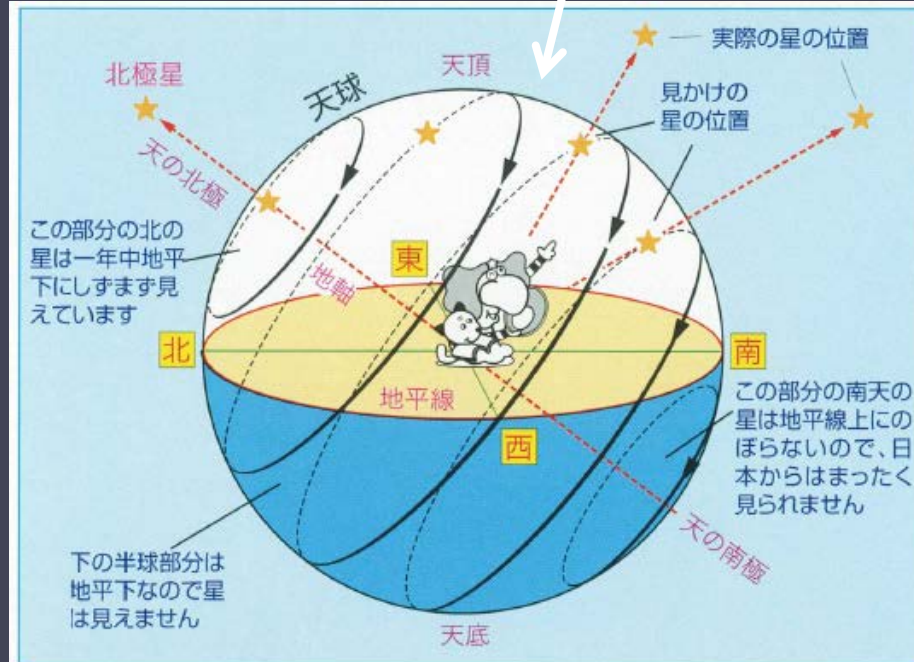 実際の星の位置
北極星
天頂
天球
見かけの
星の位置
天の北極
この部分の北の
星は一年中地平
下にしずまず見
えています
東
地軸
北
南
地平線
西
この部分の南天の
星は地平線上にの
ぼらないので、日
本からはまったく
見られません
天の南極
下の半球部分は
地平下なので星
は見えません
天底